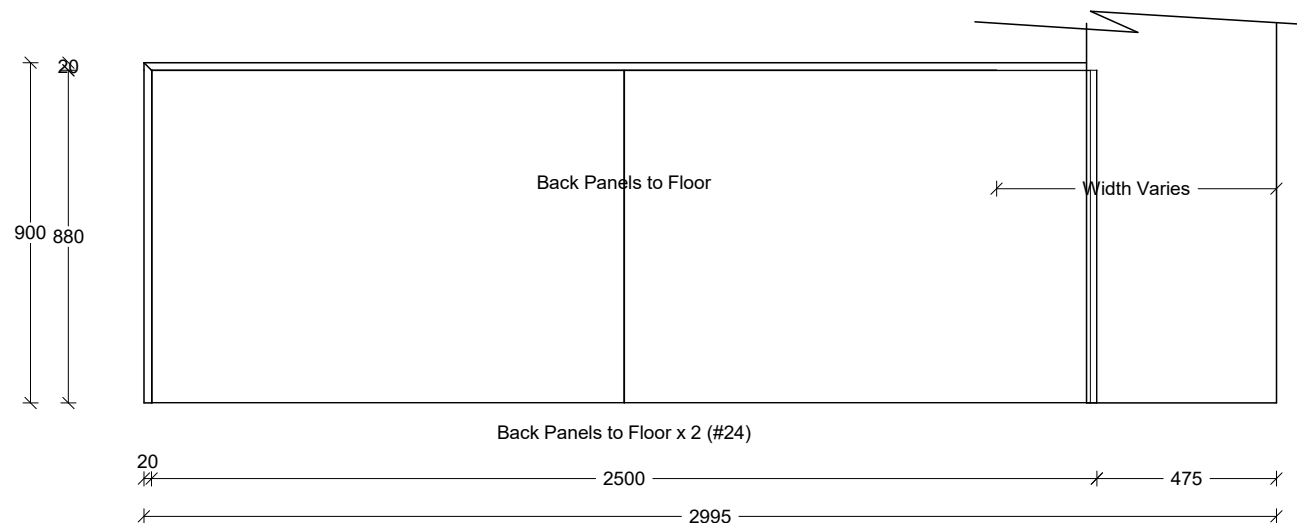 20
Back Panels to Floor
Width Varies
900
880
Back Panels to Floor x 2 (#24)
20
2500
475
2995